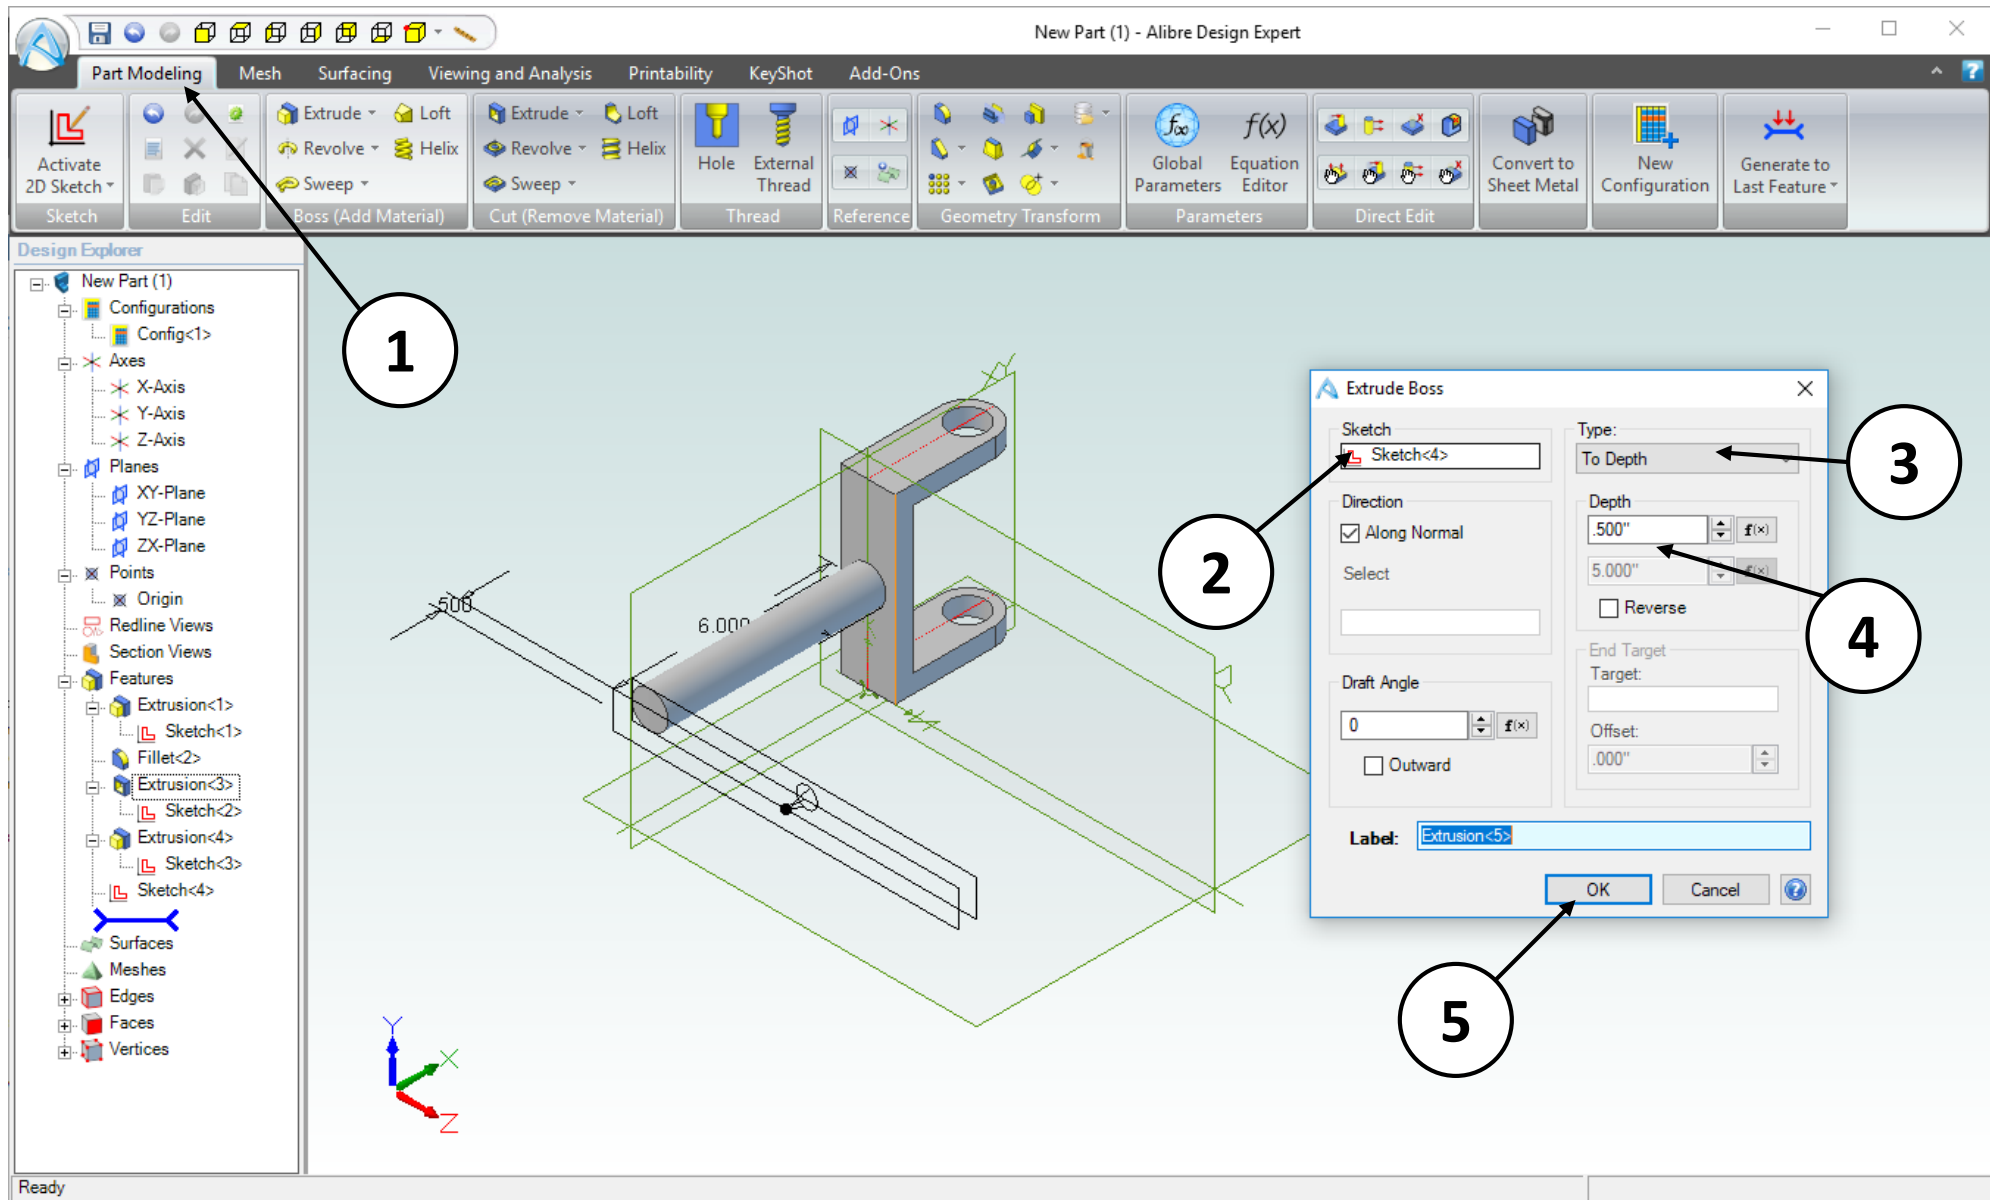 New Part (1) - Alibre Design Expert
Part Modeling Mesh Surfacing Viewing and Analysis Printability KeyShot Add-Ons
Activate
2D Sketch
Sketch
Edit
Extrude Loft
Revolve Helix
Sweep
Boss (Add Material)
Extrude Loft
Revolve Helix
Sweep
Cut (Remove Material)
Hole
External
Thread
Thread
Reference
Geometry Transform
f∞
Global
Parameters
f(x)
Equation
Editor
Parameters
Direct Edit
Convert to
Sheet Metal
New
Configuration
Generate to
Last Feature
Design Explorer
New Part (1)
Configurations
Config<1>
Axes
X-Axis
Y-Axis
Z-Axis
Planes
XY-Plane
YZ-Plane
ZX-Plane
Points
Origin
Redline Views
Section Views
Features
Extrusion<1>
Sketch<1>
Fillet<2>
Extrusion<3>
Sketch<2>
Extrusion<4>
Sketch<3>
Sketch<4>
Surfaces
Meshes
Edges
Faces
Vertices
1
.500
6.000
Y
X
Z
2
3
4
5
Extrude Boss
Sketch
Sketch<4>
Direction
Along Normal
Select
Draft Angle
0 f(x)
Outward
Type:
To Depth
Depth
.500" f(x)
5.000" f(x)
Reverse
End Target
Target:
Offset:
.000"
Label: Extrusion<5>
OK Cancel ?
Ready